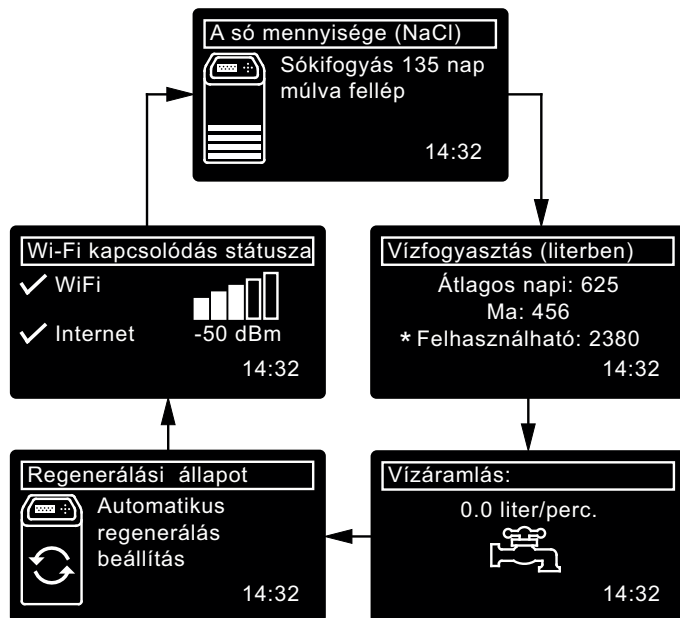 A só mennyisége (NaCl)
Sókifogyás 135 nap
múlva fellép
14:32
Wi-Fi kapcsolódás státusza
WiFi
Internet
-50 dBm
14:32
Vízfogyasztás (literben)
Átlagos napi: 625
Ma: 456
* Felhasználható: 2380
14:32
Regenerálási állapot
Automatikus
regenerálás
beállítás
14:32
Vízáramlás:
0.0 liter/perc.
14:32